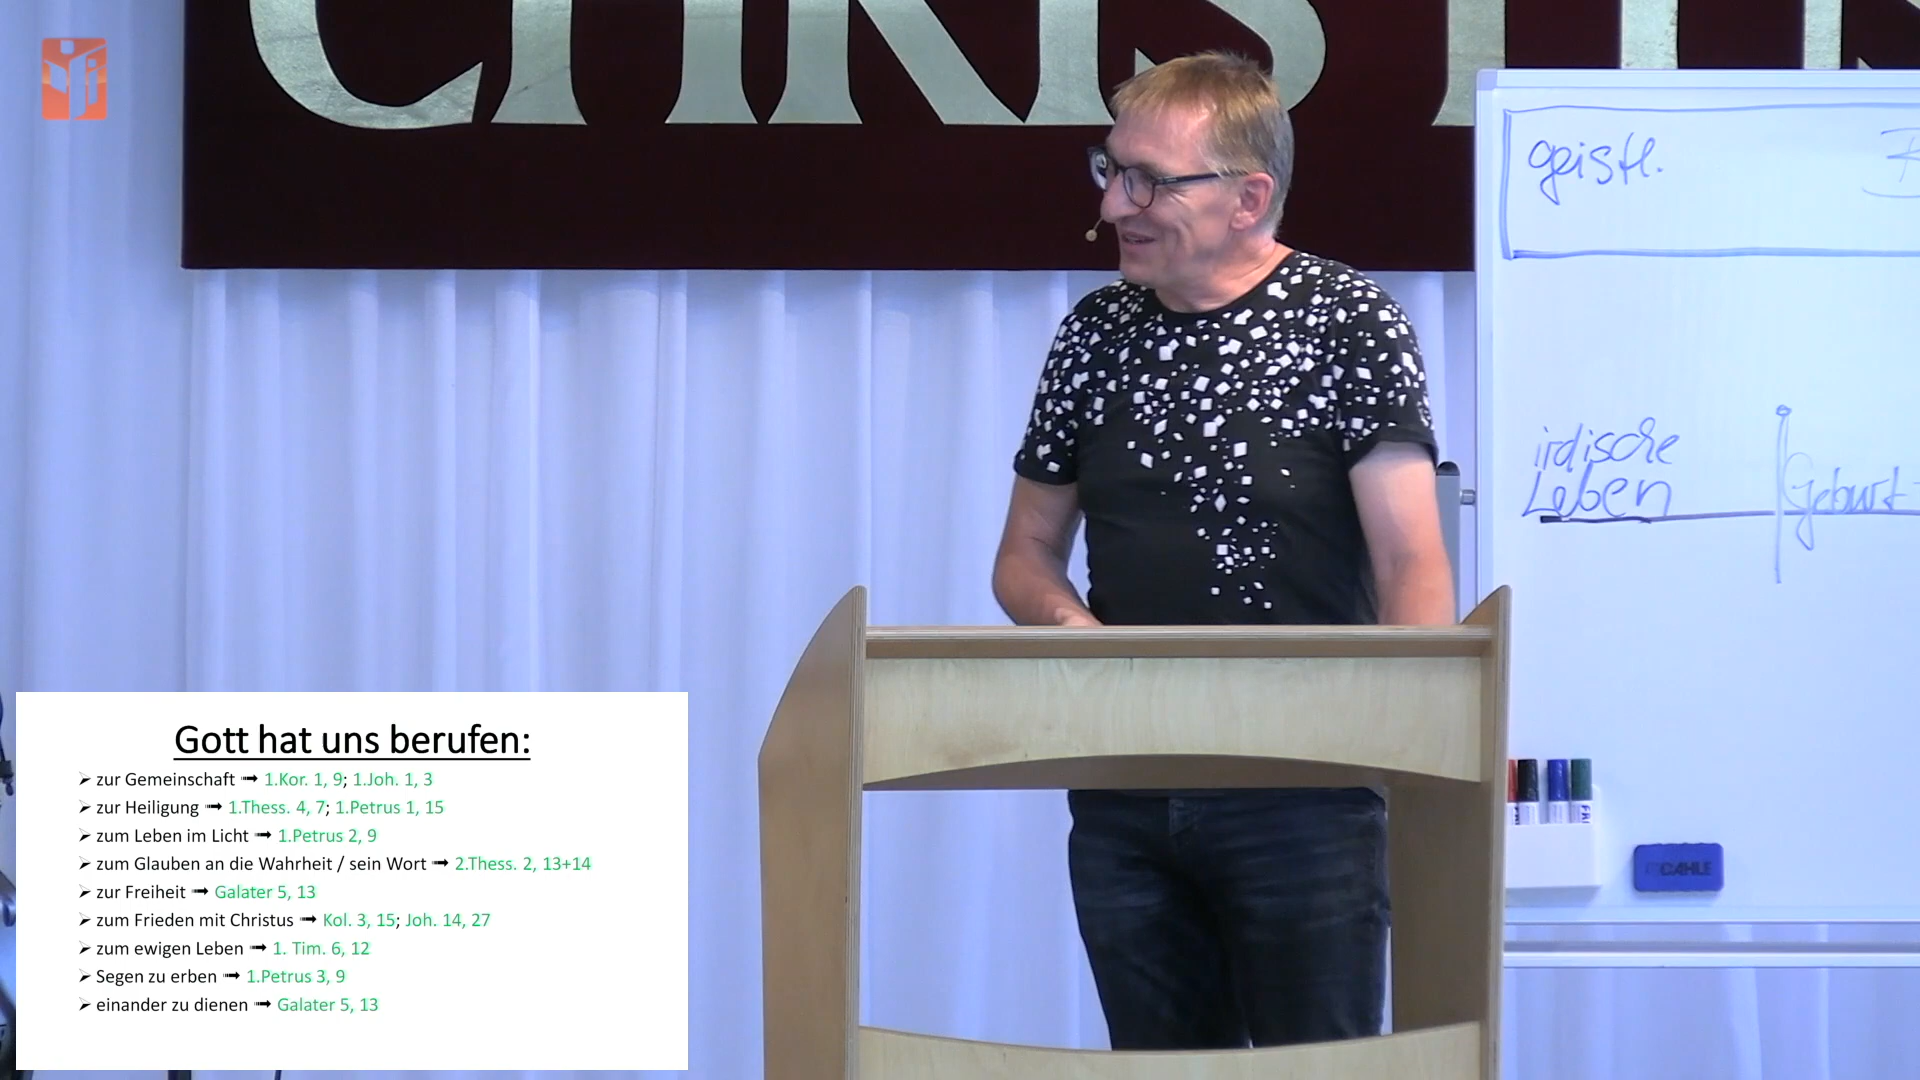 geistl.
irdische
Leben
Geburt
DAHLE
Gott hat uns berufen:
➢ zur Gemeinschaft ➟ 1.Kor. 1, 9; 1.Joh. 1, 3
➢ zur Heiligung ➟ 1.Thess. 4, 7; 1.Petrus 1, 15
➢ zum Leben im Licht ➟ 1.Petrus 2, 9
➢ zum Glauben an die Wahrheit / sein Wort ➟ 2.Thess. 2, 13+14
➢ zur Freiheit ➟ Galater 5, 13
➢ zum Frieden mit Christus ➟ Kol. 3, 15; Joh. 14, 27
➢ zum ewigen Leben ➟ 1. Tim. 6, 12
➢ Segen zu erben ➟ 1.Petrus 3, 9
➢ einander zu dienen ➟ Galater 5, 13